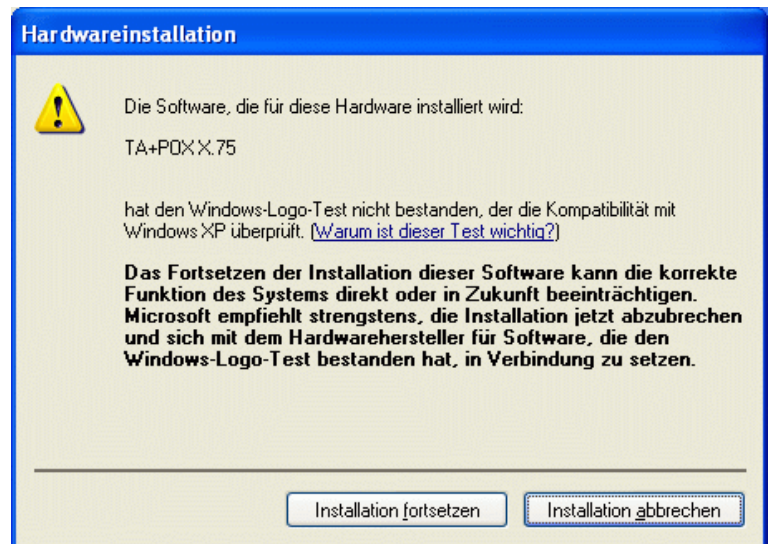 Hardwareinstallation
Die Software, die für diese Hardware installiert wird:
TA+POX X.75
hat den Windows-Logo-Test nicht bestanden, der die Kompatibilität mit
Windows XP überprüft. (Warum ist dieser Test wichtig?)
Das Fortsetzen der Installation dieser Software kann die korrekte
Funktion des Systems direkt oder in Zukunft beeinträchtigen.
Microsoft empfiehlt strengstens, die Installation jetzt abzubrechen
und sich mit dem Hardwarehersteller für Software, die den
Windows-Logo-Test bestanden hat, in Verbindung zu setzen.
Installation fortsetzen
Installation abbrechen